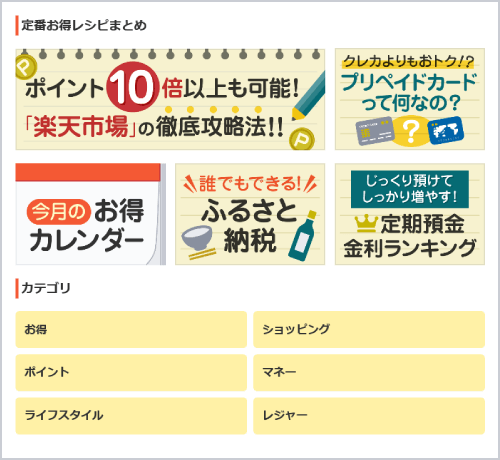 定番お得レシピまとめ
ポイント10倍以上も可能!
「楽天市場」の徹底攻略法!!
P
P
クレカよりもおトク!?
プリペイドカード
って何なの?
?
今月の お得
カレンダー
誰でもできる!
ふるさと
納税
じっくり預けて
しっかり増やす!
定期預金
金利ランキング
カテゴリ
お得
ショッピング
ポイント
マネー
ライフスタイル
レジャー